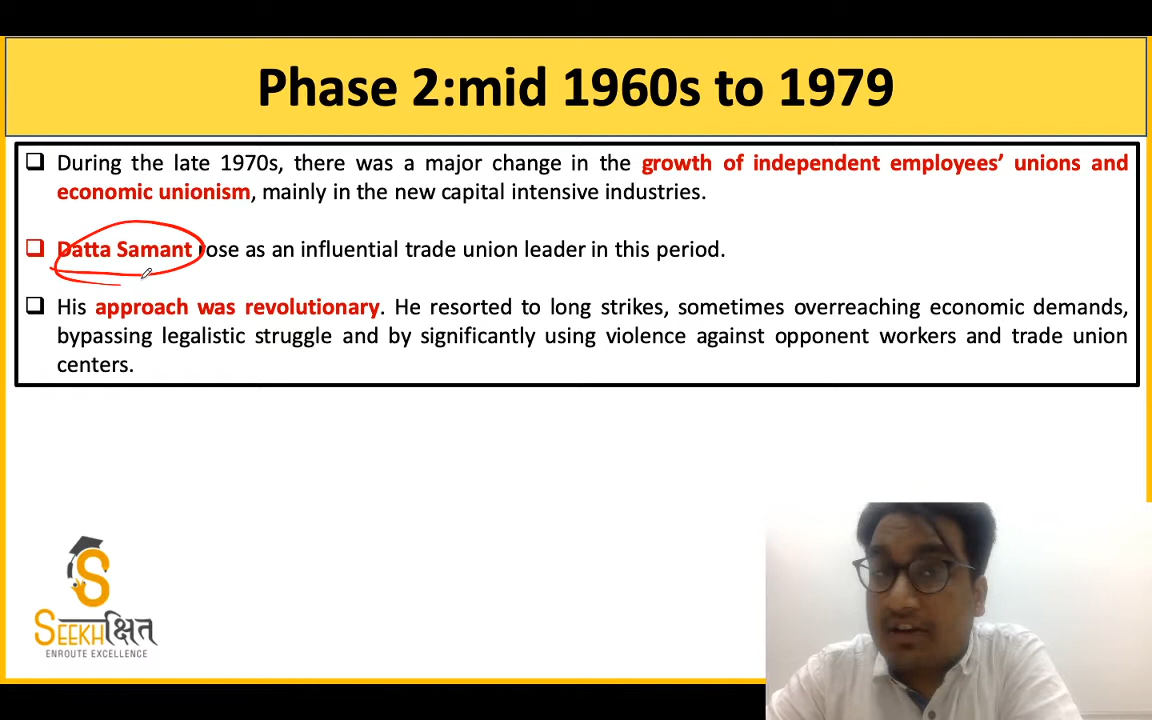 Phase 2:mid 1960s to 1979
During the late 1970s, there was a major change in the growth of independent employees’ unions and
economic unionism, mainly in the new capital intensive industries.
Datta Samant rose as an influential trade union leader in this period.
His approach was revolutionary. He resorted to long strikes, sometimes overreaching economic demands,
bypassing legalistic struggle and by significantly using violence against opponent workers and trade union
centers.
S
SEEKHक्षित
ENROUTE EXCELLENCE